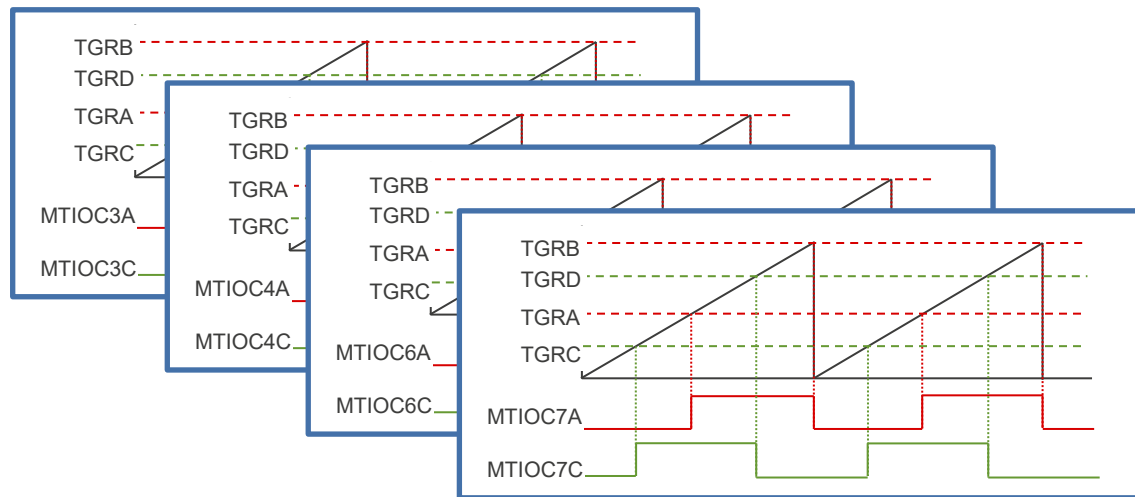 TGRB
TGRD
TGRA
TGRC
MTIOC3A
MTIOC3C
TGRB
TGRD
TGRA
TGRC
MTIOC4A
MTIOC4C
TGRB
TGRD
TGRA
TGRC
MTIOC6A
MTIOC6C
TGRB
TGRD
TGRA
TGRC
MTIOC7A
MTIOC7C